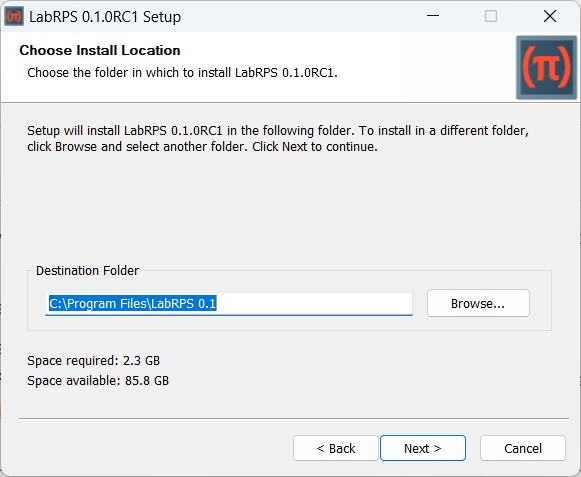 LabRPS 0.1.0RC1 Setup
Choose Install Location
Choose the folder in which to install LabRPS 0.1.0RC1.
(π)
Setup will install LabRPS 0.1.0RC1 in the following folder. To install in a different folder,
click Browse and select another folder. Click Next to continue.
Destination Folder
C:\Program Files\LabRPS 0.1
Browse...
Space required: 2.3 GB
Space available: 85.8 GB
< Back
Next >
Cancel